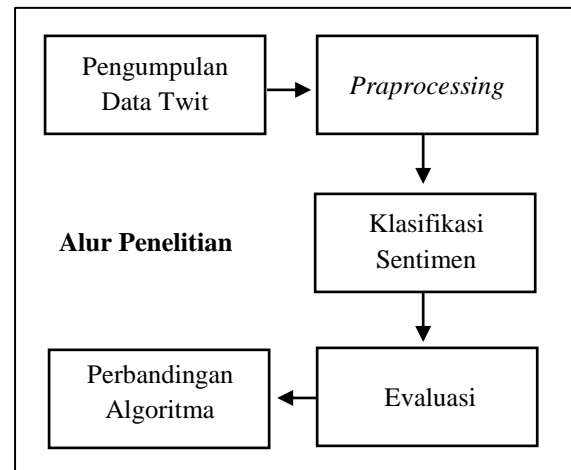 Pengumpulan
Data Twit
Praprocessing
Klasifikasi
Sentimen
Alur Penelitian
Evaluasi
Perbandingan
Algoritma